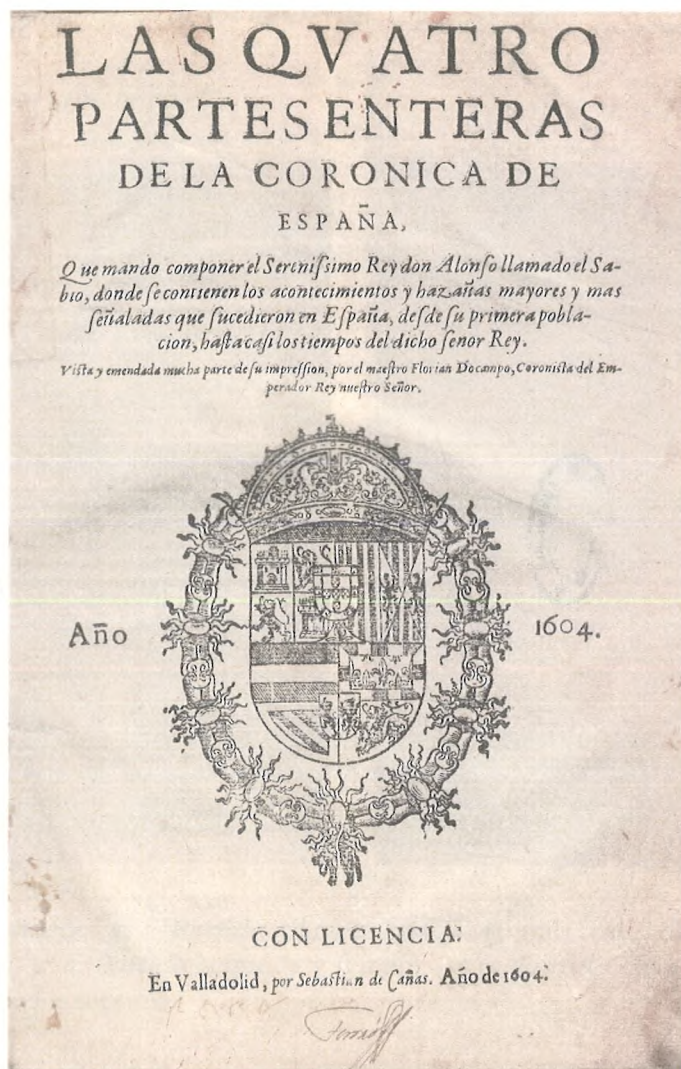 LAS QVATRO
PARTES ENTERAS
DE LA CORONICA DE
ESPAÑA,
Que mando componer el Sereniſsimo Rey don Alonſo llamado el Sa-
bio, donde ſe contienen los acontecimientos y hazañas mayores y mas
ſeñaladas que ſucedieron en Eſpaña, deſde ſu primera pobla-
cion, haſta caſi los tiempos del dicho ſenor Rey.
Viſta y emendada mucha parte de ſu impreſsion, por el maeſtro Florian Docampo, Coroniſta del Em-
perador Rey nueſtro Señor.
Año 1604.
CON LICENCIA:
En Valladolid, por Sebaſtian de Cañas. Año de 1604.